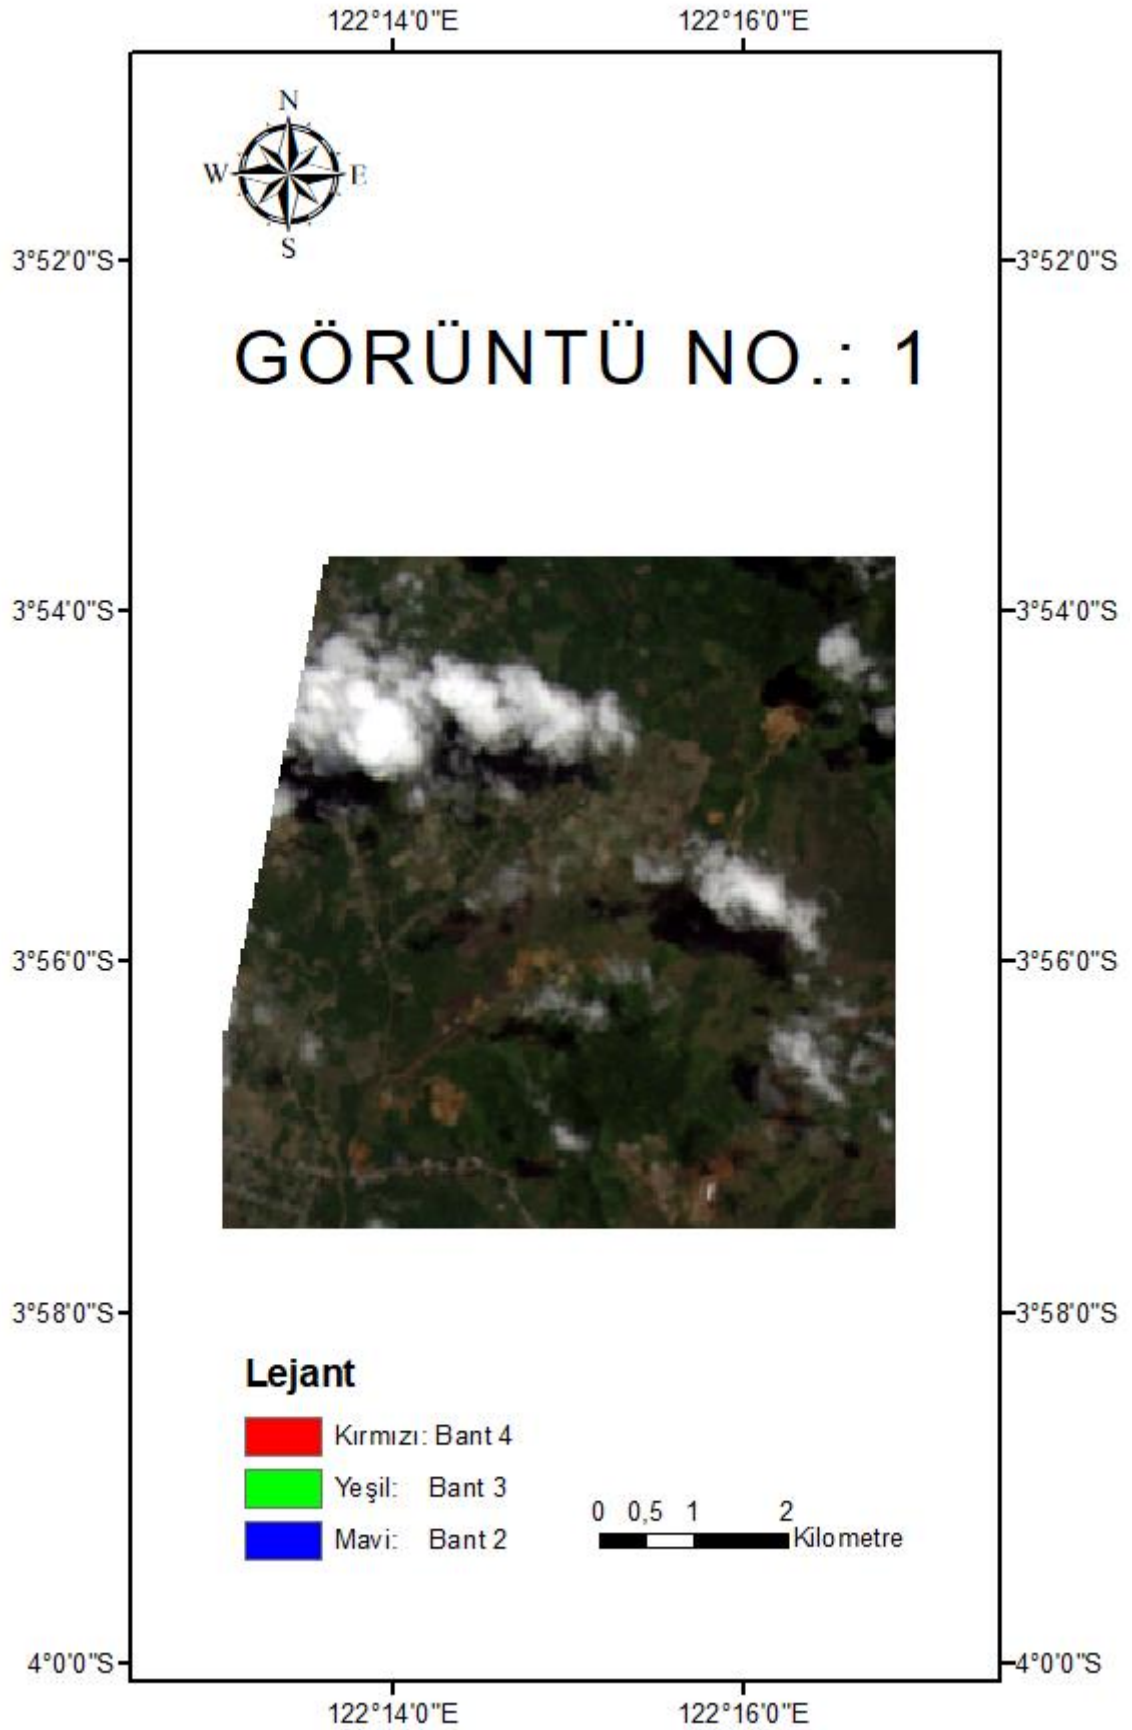 122°14'0"E 122°16'0"E
N
W E
S
3°52'0"S 3°52'0"S
GÖRÜNTÜ NO.: 1
3°54'0"S 3°54'0"S
3°56'0"S 3°56'0"S
3°58'0"S 3°58'0"S
Lejant
Kırmızı: Bant 4
Yeşil: Bant 3
Mavi: Bant 2
0 0,5 1 2
Kilometre
4°0'0"S 4°0'0"S
122°14'0"E 122°16'0"E